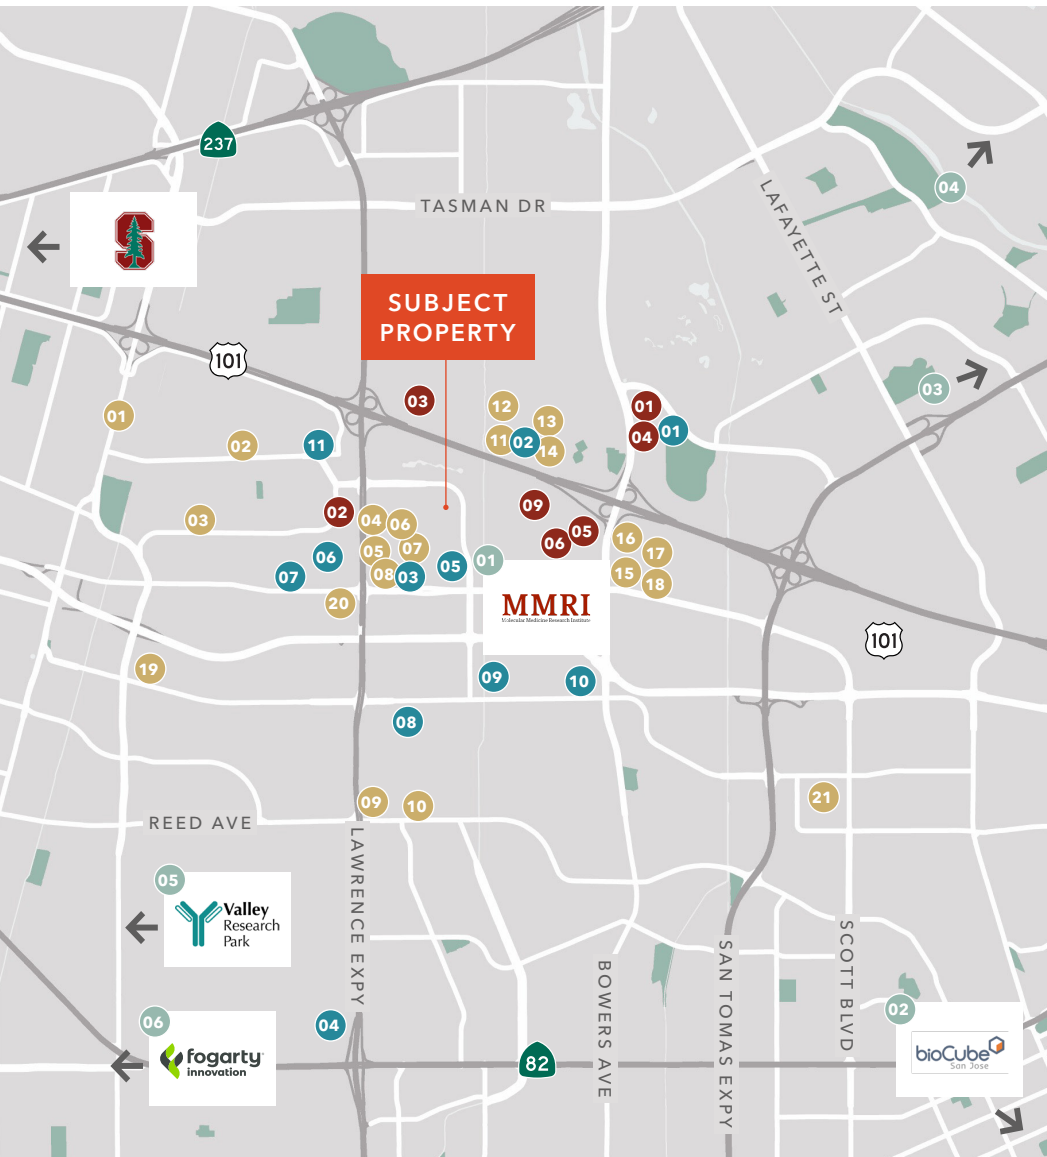 237
04
TASMAN DR
LAFAYETTE ST
S
SUBJECT
PROPERTY
101
03
01
03
12
01
13
02
11
11
02
14
04
01
03
02
04
06
09
05
06
16
17
06
05
07
05
01
07
08
03
15
18
20
MMRI
Molecular Medicine Research Institute
101
19
09
10
08
09
10
21
REED AVE
LAWRENCE EXPY
05
Valley
Research
Park
BOWERS AVE
SAN TOMAS EXPY
SCOTT BLVD
06
fogarty
innovation
04
82
02
bioCube
San Jose